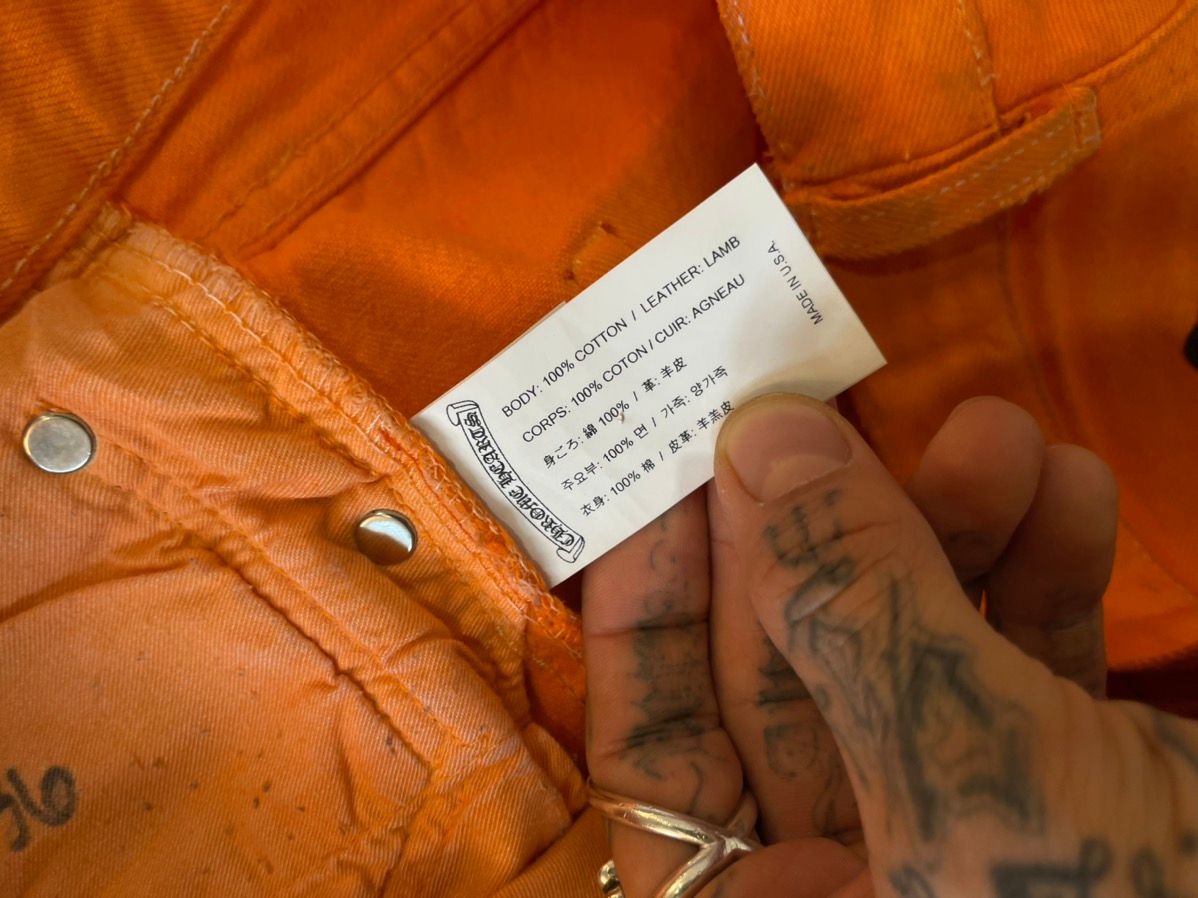 BODY: 100% COTTON / LEATHER: LAMB
CORPS: 100% COTON / CUIR: AGNEAU
身ごろ: 綿 100% / 革: 羊皮
주요부: 100% 면 / 가죽: 양가죽
衣身: 100% 棉 / 皮革: 羊羔皮
MADE IN U.S.A.
CHROME HEARTS